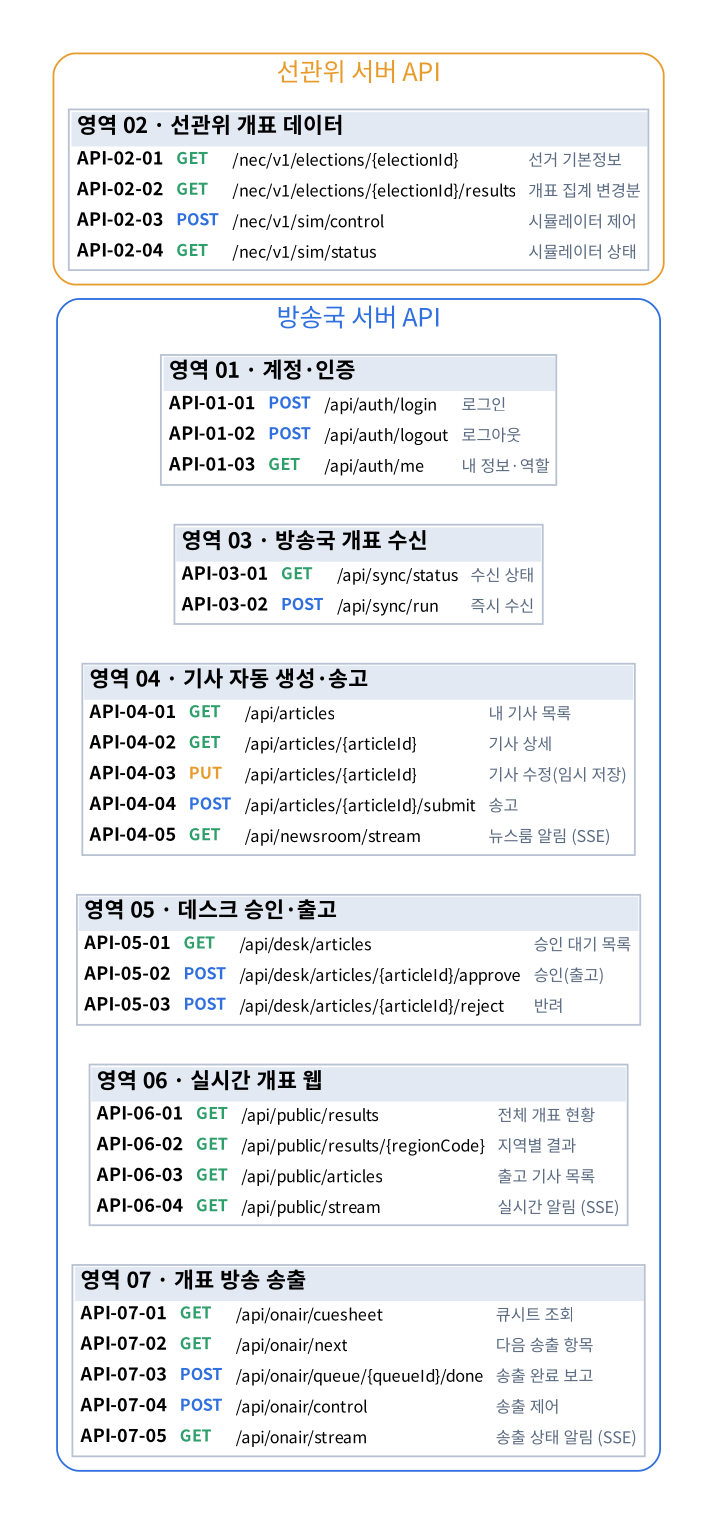 선관위 서버 API
영역 02 · 선관위 개표 데이터
API-02-01 GET /nec/v1/elections/{electionId} 선거 기본정보
API-02-02 GET /nec/v1/elections/{electionId}/results 개표 집계 변경분
API-02-03 POST /nec/v1/sim/control 시뮬레이터 제어
API-02-04 GET /nec/v1/sim/status 시뮬레이터 상태
방송국 서버 API
영역 01 · 계정·인증
API-01-01 POST /api/auth/login 로그인
API-01-02 POST /api/auth/logout 로그아웃
API-01-03 GET /api/auth/me 내 정보·역할
영역 03 · 방송국 개표 수신
API-03-01 GET /api/sync/status 수신 상태
API-03-02 POST /api/sync/run 즉시 수신
영역 04 · 기사 자동 생성·송고
API-04-01 GET /api/articles 내 기사 목록
API-04-02 GET /api/articles/{articleId} 기사 상세
API-04-03 PUT /api/articles/{articleId} 기사 수정(임시 저장)
API-04-04 POST /api/articles/{articleId}/submit 송고
API-04-05 GET /api/newsroom/stream 뉴스룸 알림 (SSE)
영역 05 · 데스크 승인·출고
API-05-01 GET /api/desk/articles 승인 대기 목록
API-05-02 POST /api/desk/articles/{articleId}/approve 승인(출고)
API-05-03 POST /api/desk/articles/{articleId}/reject 반려
영역 06 · 실시간 개표 웹
API-06-01 GET /api/public/results 전체 개표 현황
API-06-02 GET /api/public/results/{regionCode} 지역별 결과
API-06-03 GET /api/public/articles 출고 기사 목록
API-06-04 GET /api/public/stream 실시간 알림 (SSE)
영역 07 · 개표 방송 송출
API-07-01 GET /api/onair/cuesheet 큐시트 조회
API-07-02 GET /api/onair/next 다음 송출 항목
API-07-03 POST /api/onair/queue/{queueId}/done 송출 완료 보고
API-07-04 POST /api/onair/control 송출 제어
API-07-05 GET /api/onair/stream 송출 상태 알림 (SSE)